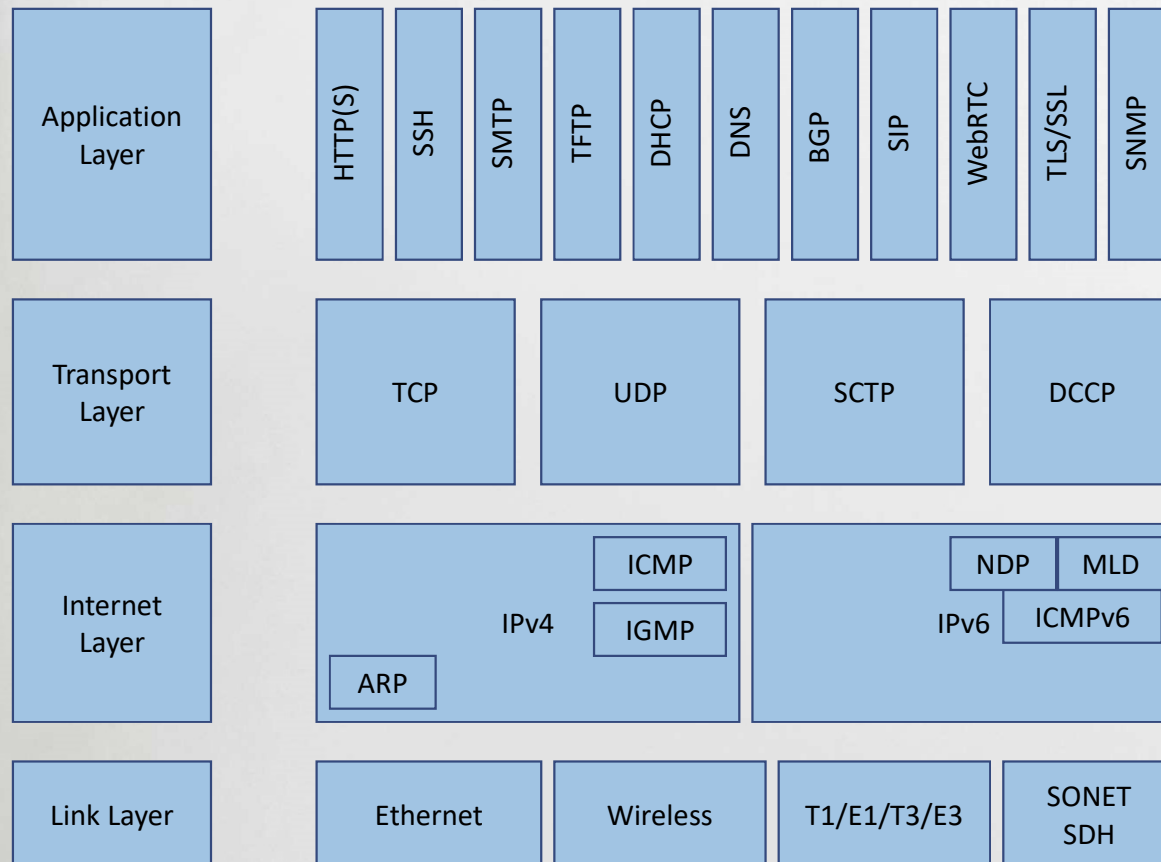 Application
Layer
HTTP(S)
SSH
SMTP
TFTP
DHCP
DNS
BGP
SIP
WebRTC
TLS/SSL
SNMP
Transport
Layer
TCP
UDP
SCTP
DCCP
Internet
Layer
IPv4
ICMP
IGMP
ARP
IPv6
NDP
MLD
ICMPv6
Link Layer
Ethernet
Wireless
T1/E1/T3/E3
SONET
SDH